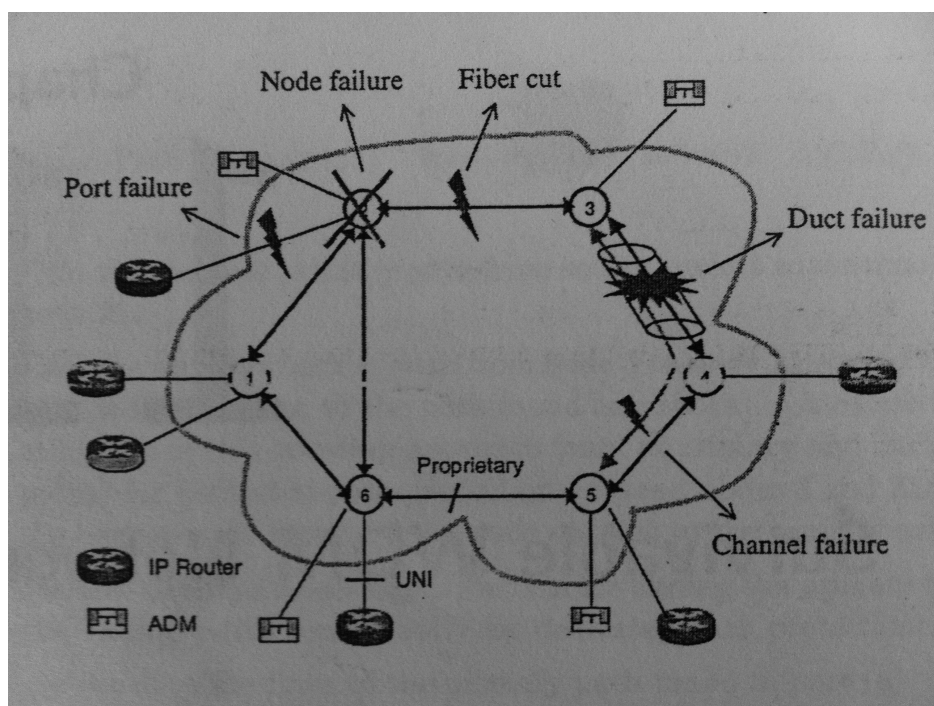 Node failure
Fiber cut
Port failure
3
Duct failure
1
4
Proprietary
6
5
Channel failure
UNI
IP Router
ADM